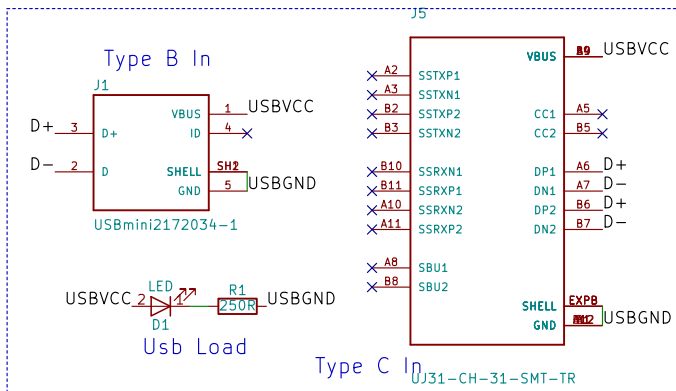 J5
Type B In
J1
VBUS 1 USBVCC
ID 4
D+ 3 D+
D- 2 D
SHELL
GND 5 USBGND
USBmini2172034-1
VBUS USBVCC
A2 SSTXP1
A3 SSTXN1
B2 SSTXP2
B3 SSTXN2
CC1 A5
CC2 B5
B10 SSRXN1
B11 SSRXP1
A10 SSRXN2
A11 SSRXP2
DP1 A6 D+
DN1 A7 D-
DP2 B6 D+
DN2 B7 D-
A8 SBU1
B8 SBU2
SHELL
GND USBGND
LED
USBVCC 2 1
D1
R1
250R USBGND
Usb Load
Type C In
UJ31-CH-31-SMT-TR